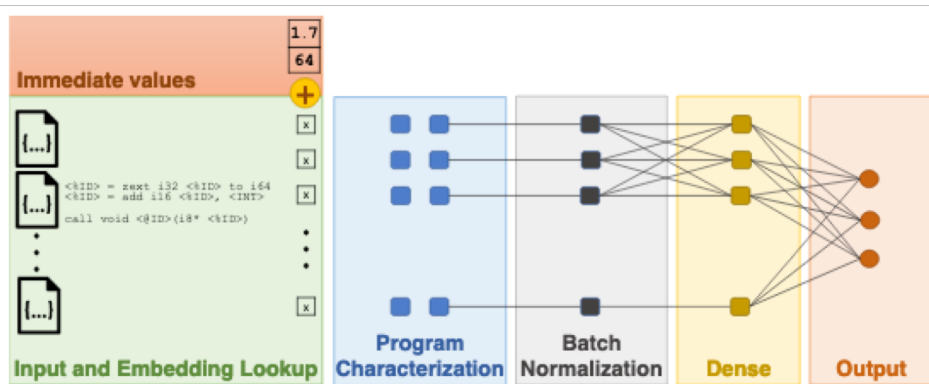 1.7
64
Immediate values
+
{...}
x
x
{...}
<%ID> = zext i32 <%ID> to i64
<%ID> = add i16 <%ID>, <INT>
call void <@ID>(i8* <%ID>)
x
{...}
x
Input and Embedding Lookup
Program
Characterization
Batch
Normalization
Dense
Output